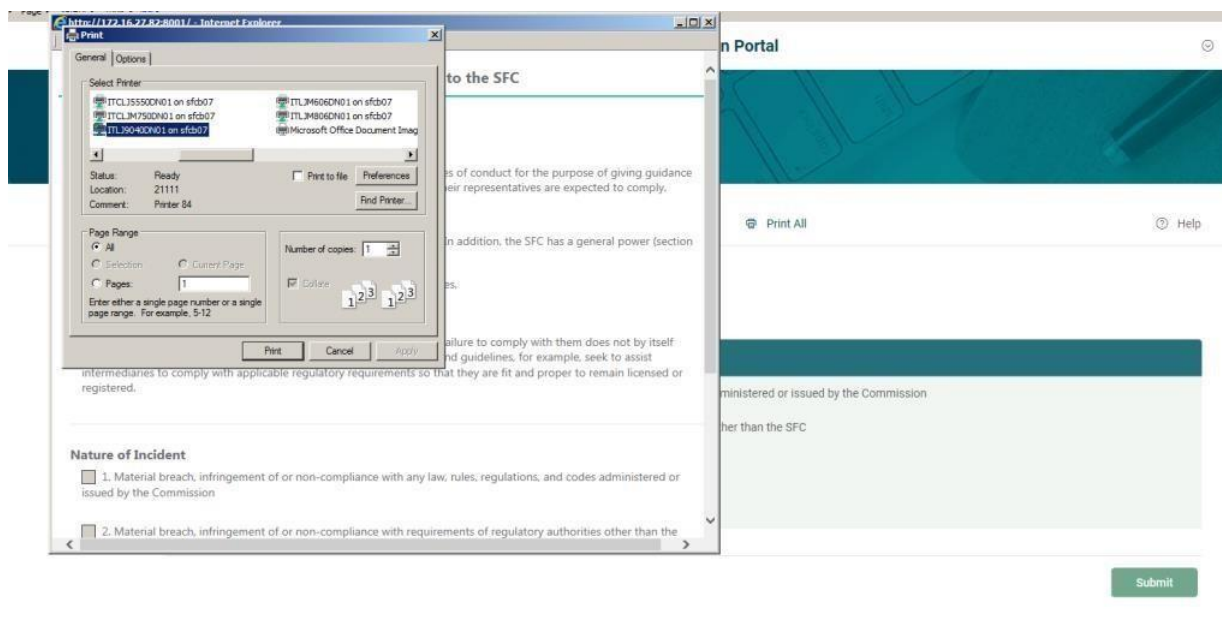 http://172.16.27.82:8001/ - Internet Explorer
Print
General
Options
Select Printer
ITCLJ5550DN01 on sfcb07
ITCLJM750DN01 on sfcb07
ITLJ9040DN01 on sfcb07
ITLJM606DN01 on sfcb07
ITLJM806DN01 on sfcb07
Microsoft Office Document Imag
Status: Ready
Location: 21111
Comment: Printer 84
Print to file
Preferences
Find Printer...
Page Range
All
Selection
Current Page
Pages: 1
Enter either a single page number or a single
page range. For example, 5-12
Number of copies: 1
Collate
1 2 3 1 2 3
Print
Cancel
Apply
to the SFC
es of conduct for the purpose of giving guidance
eir representatives are expected to comply.
n addition, the SFC has a general power (section
es.
ailure to comply with them does not by itself
nd guidelines, for example, seek to assist
intermediaries to comply with applicable regulatory requirements so that they are fit and proper to remain licensed or
registered.
Nature of Incident
1. Material breach, infringement of or non-compliance with any law, rules, regulations, and codes administered or
issued by the Commission
2. Material breach, infringement of or non-compliance with requirements of regulatory authorities other than the
n Portal
Print All
Help
ministered or issued by the Commission
her than the SFC
Submit